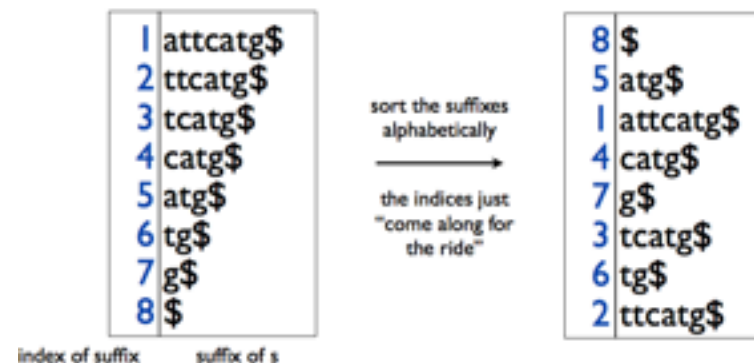 1 attcatg$
2 ttcatg$
3 tcatg$
4 catg$
5 atg$
6 tg$
7 g$
8 $
index of suffix suffix of s
sort the suffixes
alphabetically
the indices just
"come along for
the ride"
8 $
5 atg$
1 attcatg$
4 catg$
7 g$
3 tcatg$
6 tg$
2 ttcatg$